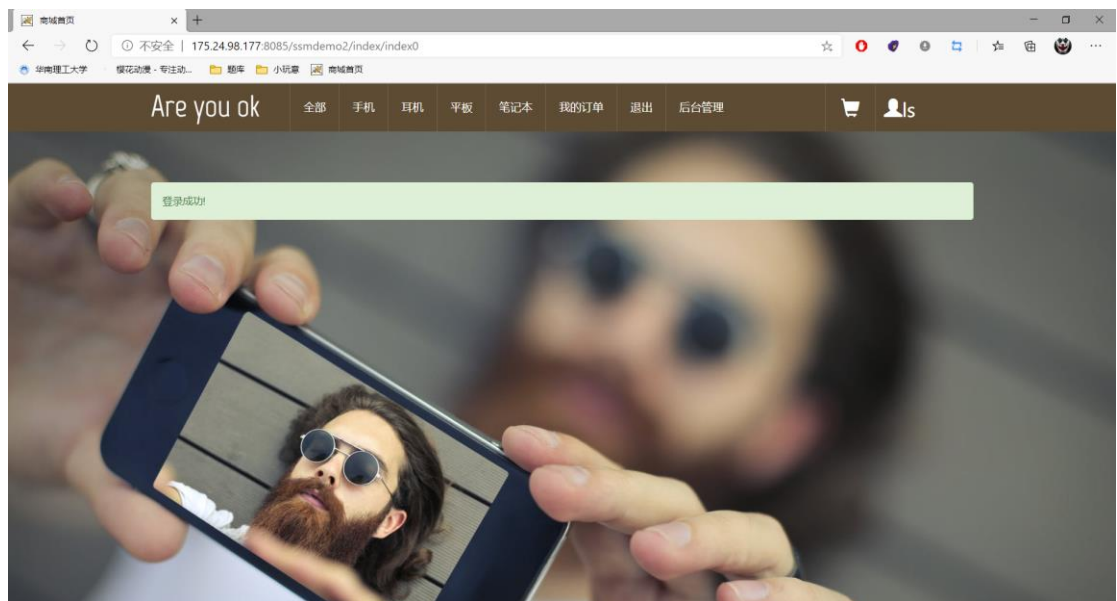 商城首页
不安全 | 175.24.98.177:8085/ssmdemo2/index/index0
华南理工大学 樱花动漫 - 专注动... 题库 小玩意 商城首页
Are you ok 全部 手机 耳机 平板 笔记本 我的订单 退出 后台管理 ls
登录成功!